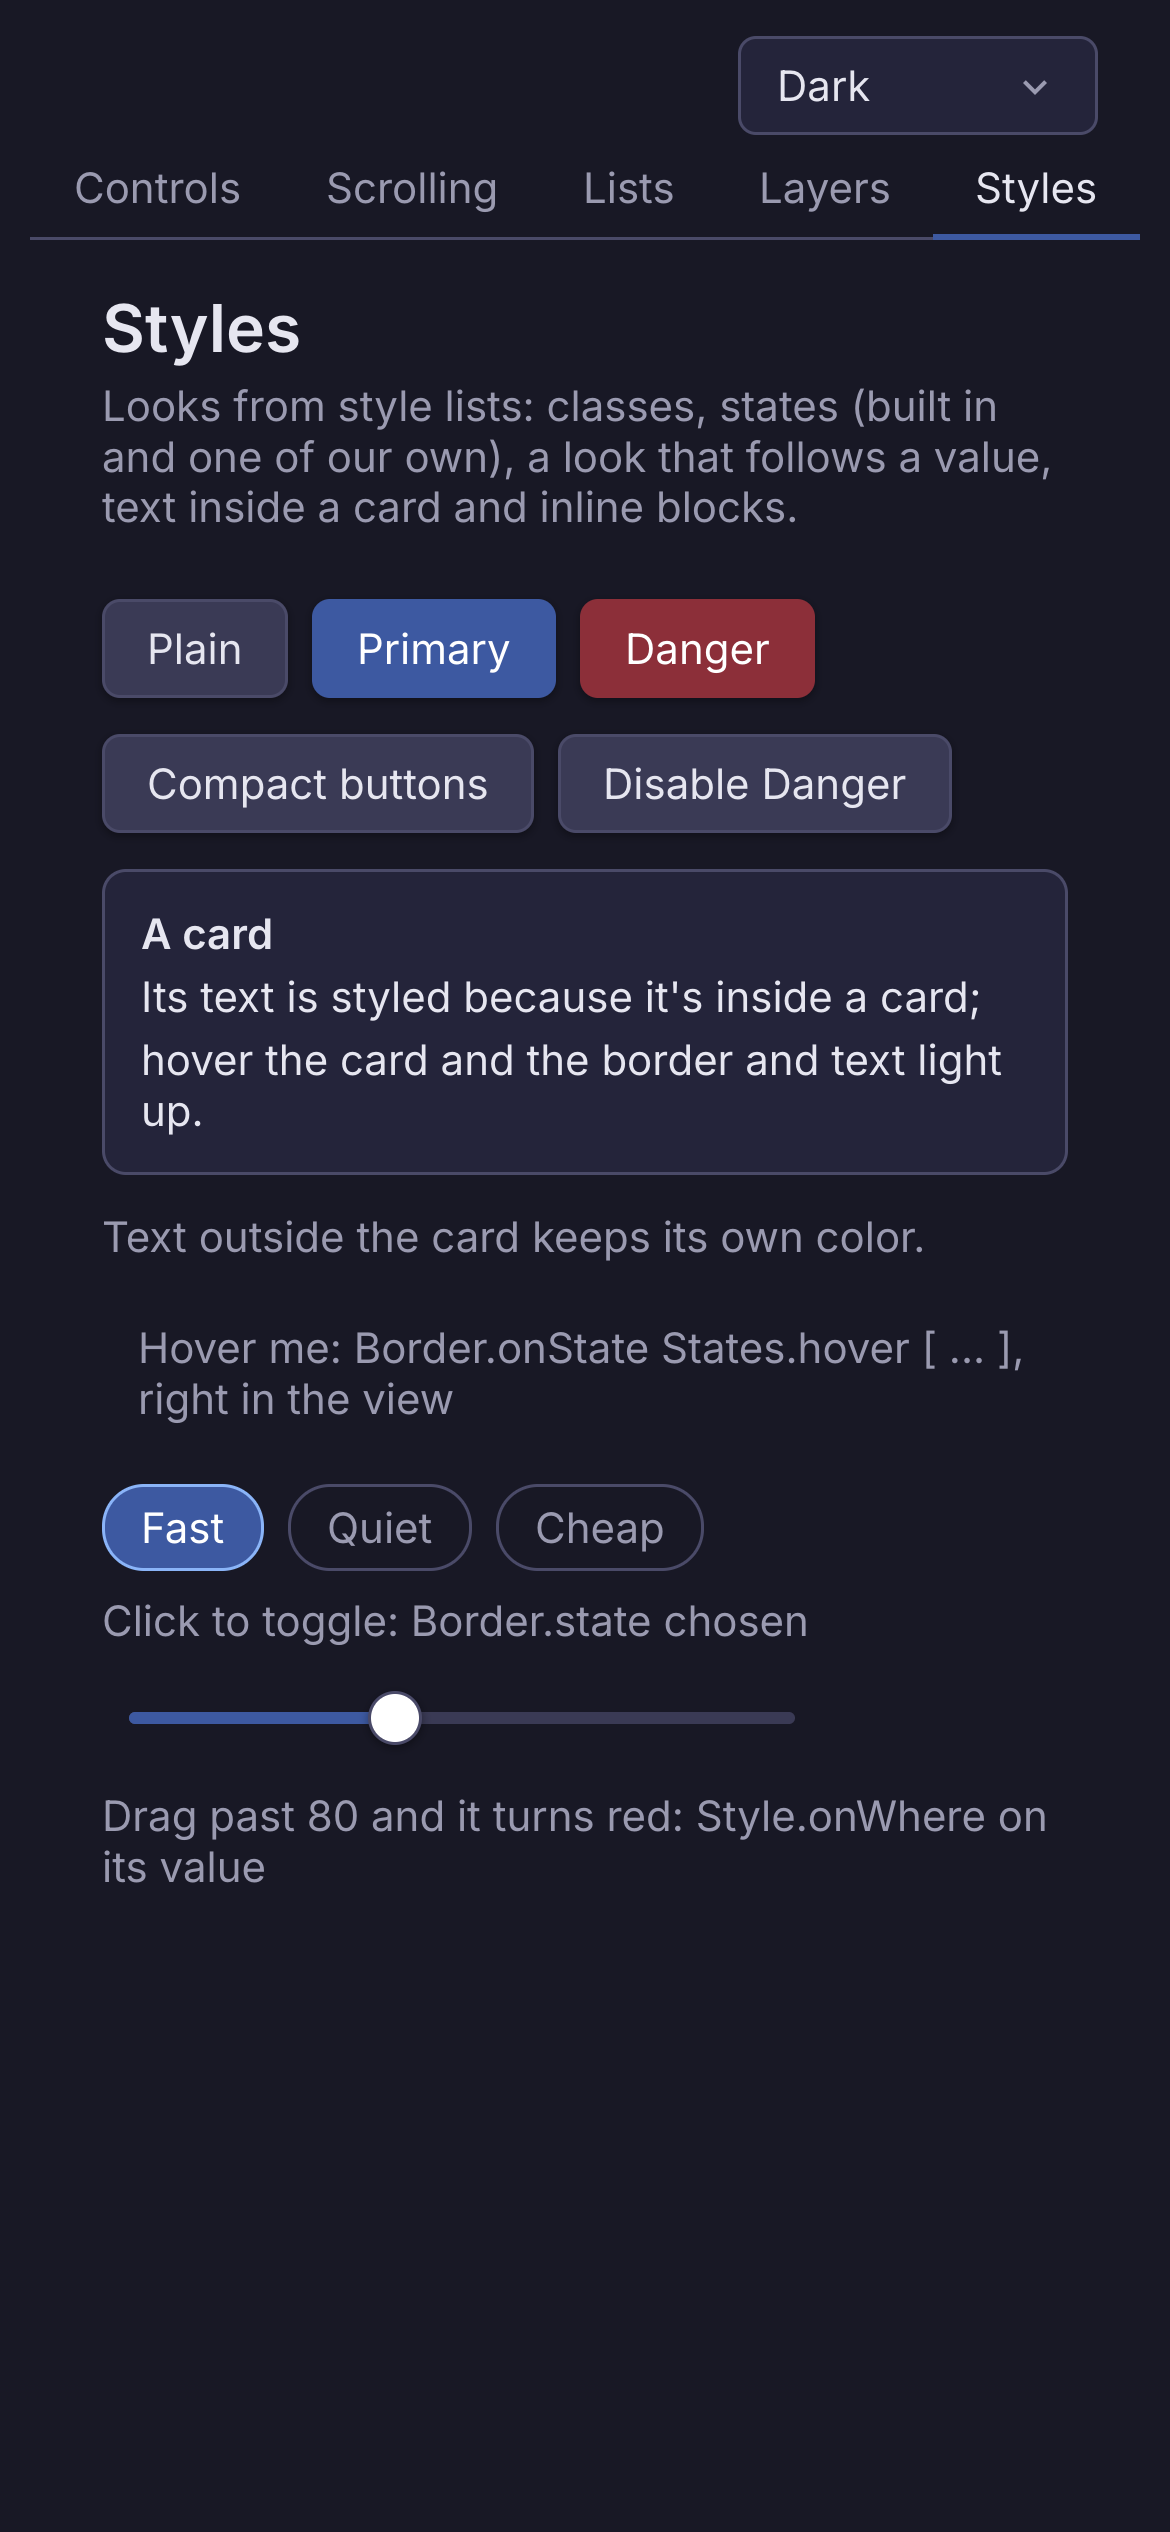 Dark
Controls Scrolling Lists Layers Styles
Styles
Looks from style lists: classes, states (built in
and one of our own), a look that follows a value,
text inside a card and inline blocks.
Plain Primary Danger
Compact buttons Disable Danger
A card
Its text is styled because it's inside a card;
hover the card and the border and text light
up.
Text outside the card keeps its own color.
Hover me: Border.onState States.hover [ ... ],
right in the view
Fast Quiet Cheap
Click to toggle: Border.state chosen
Drag past 80 and it turns red: Style.onWhere on
its value